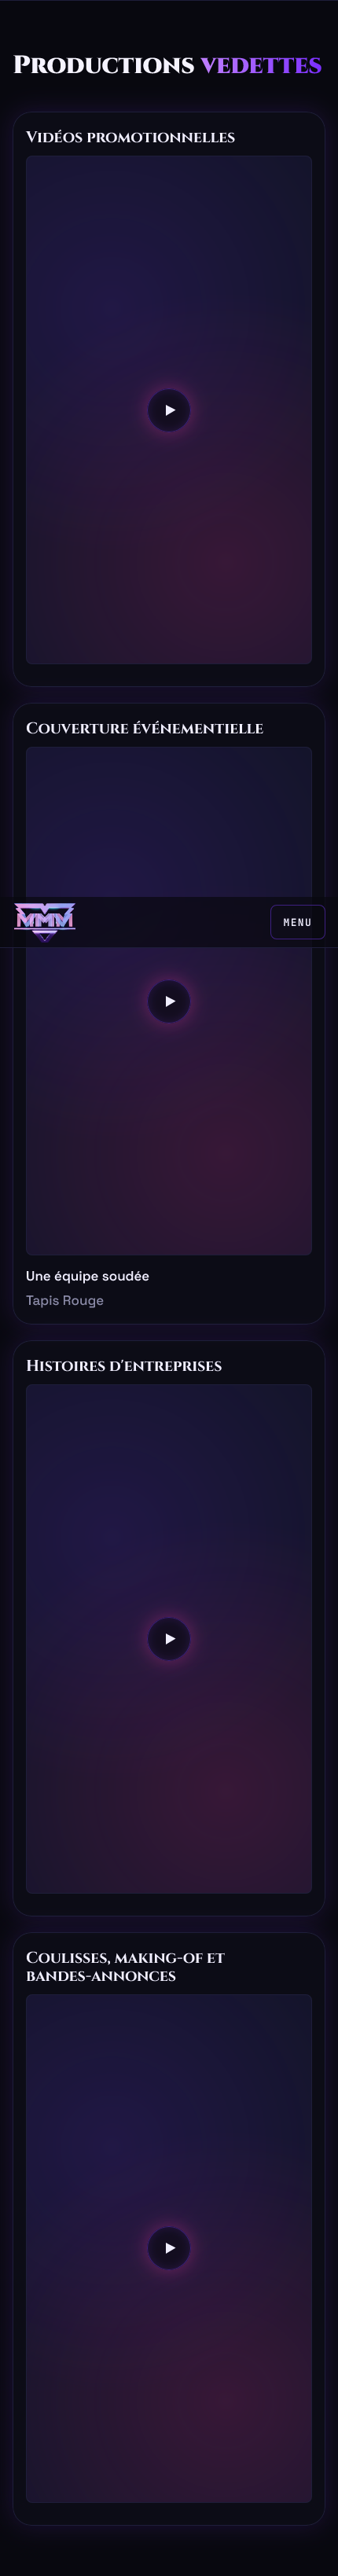 Productions vedettes
Vidéos promotionnelles
Couverture événementielle
MMM
MENU
Une équipe soudée
Tapis Rouge
Histoires d'entreprises
Coulisses, making-of et
bandes-annonces